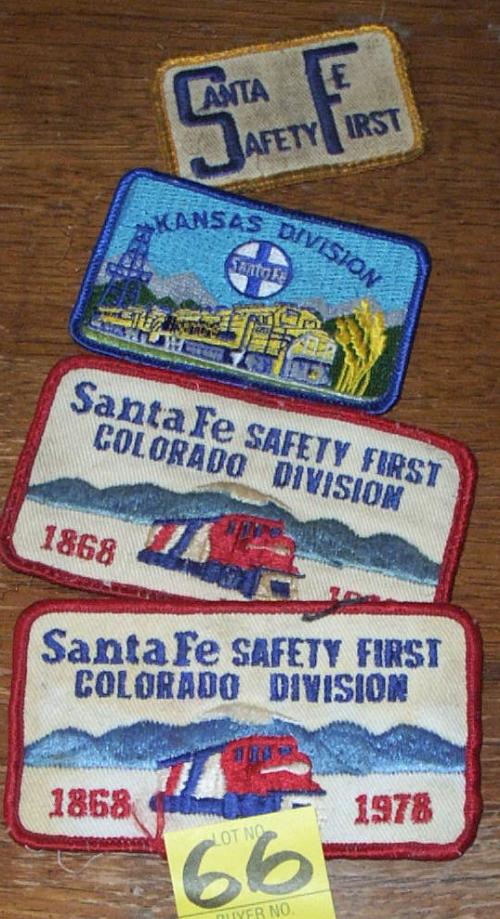 SANTA FE
SAFETY FIRST
KANSAS DIVISION
SANTA FE
Santa Fe SAFETY FIRST
COLORADO DIVISION
1868
Santa Fe SAFETY FIRST
COLORADO DIVISION
1868 1978
LOT NO.
66
BUYER NO.